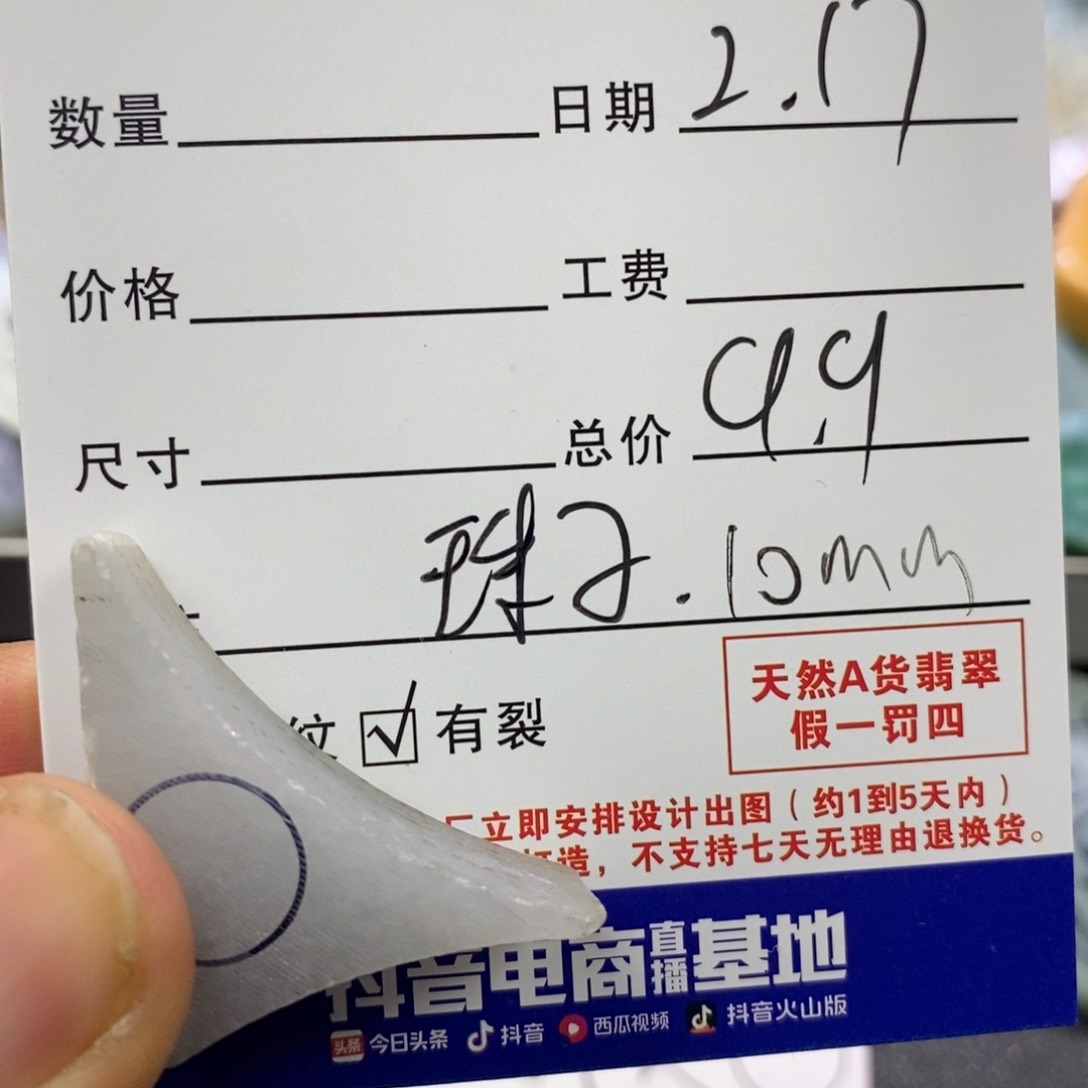 数量 日期 2.17
价格 工费
尺寸 总价 9.9
珠子.10mm
纹 ☑ 有裂
天然A货翡翠
假一罚四
厂立即安排设计出图（约1到5天内）
打造，不支持七天无理由退换货。
抖音电商直播基地
头条 今日头条 抖音 西瓜视频 抖音火山版